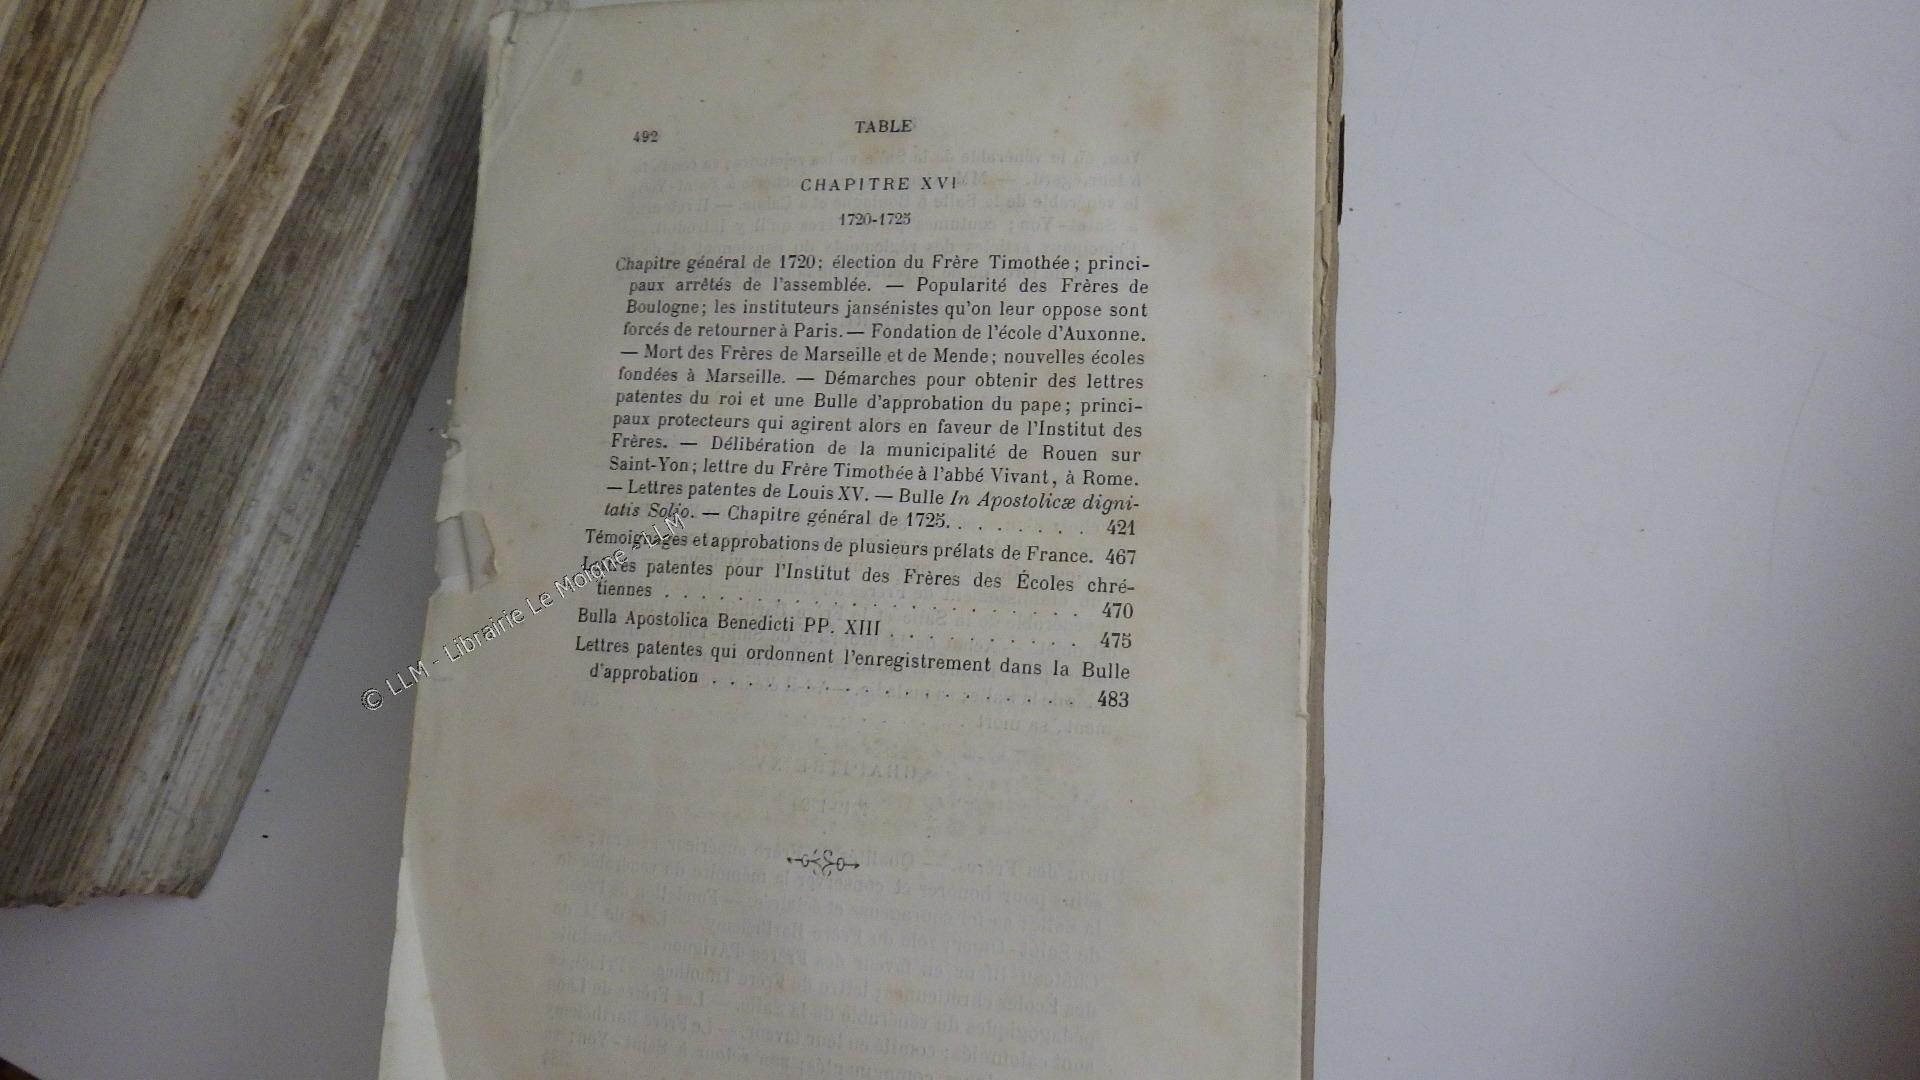 492
TABLE
CHAPITRE XVI
1720-1725
Chapitre général de 1720; élection du Frère Timothée; princi-
paux arrêtés de l'assemblée. — Popularité des Frères de
Boulogne; les instituteurs jansénistes qu'on leur oppose sont
forcés de retourner à Paris. — Fondation de l'école d'Auxonne.
— Mort des Frères de Marseille et de Mende; nouvelles écoles
fondées à Marseille. — Démarches pour obtenir des lettres
patentes du roi et une Bulle d'approbation du pape; princi-
paux protecteurs qui agirent alors en faveur de l'Institut des
Frères. — Délibération de la municipalité de Rouen sur
Saint-Yon; lettre du Frère Timothée à l'abbé Vivant, à Rome.
— Lettres patentes de Louis XV. — Bulle In Apostolicæ digni-
tatis Solio. — Chapitre général de 1725. . . . . . . . 421
Témoignages et approbations de plusieurs prélats de France. 467
Lettres patentes pour l'Institut des Frères des Écoles chré-
tiennes . . . . . . . . . . . . . . . . . . . . 470
Bulla Apostolica Benedicti PP. XIII . . . . . . . . . . 475
Lettres patentes qui ordonnent l'enregistrement dans la Bulle
d'approbation . . . . . . . . . . . . . . . . . . 483
© LLM - Librairie Le Moigne - LLM